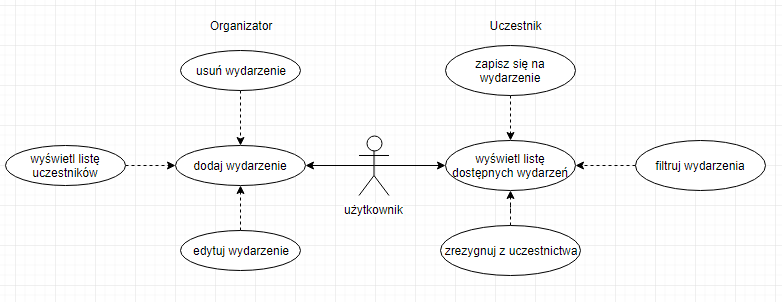 Organizator
Uczestnik
usuń wydarzenie
zapisz się na
wydarzenie
wyświetl listę
uczestników
dodaj wydarzenie
wyświetl listę
dostępnych wydarzeń
filtruj wydarzenia
użytkownik
edytuj wydarzenie
zrezygnuj z uczestnictwa